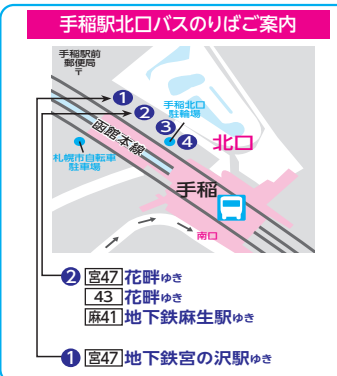 手稲駅北口バスのりばご案内
手稲駅前
郵便局
〒
1
2
手稲北口
駐輪場
3
4
北口
函館本線
札幌市自転車
駐車場
手稲
南口
2 宮47 花畔ゆき
43 花畔ゆき
麻41 地下鉄麻生駅ゆき
1 宮47 地下鉄宮の沢駅ゆき